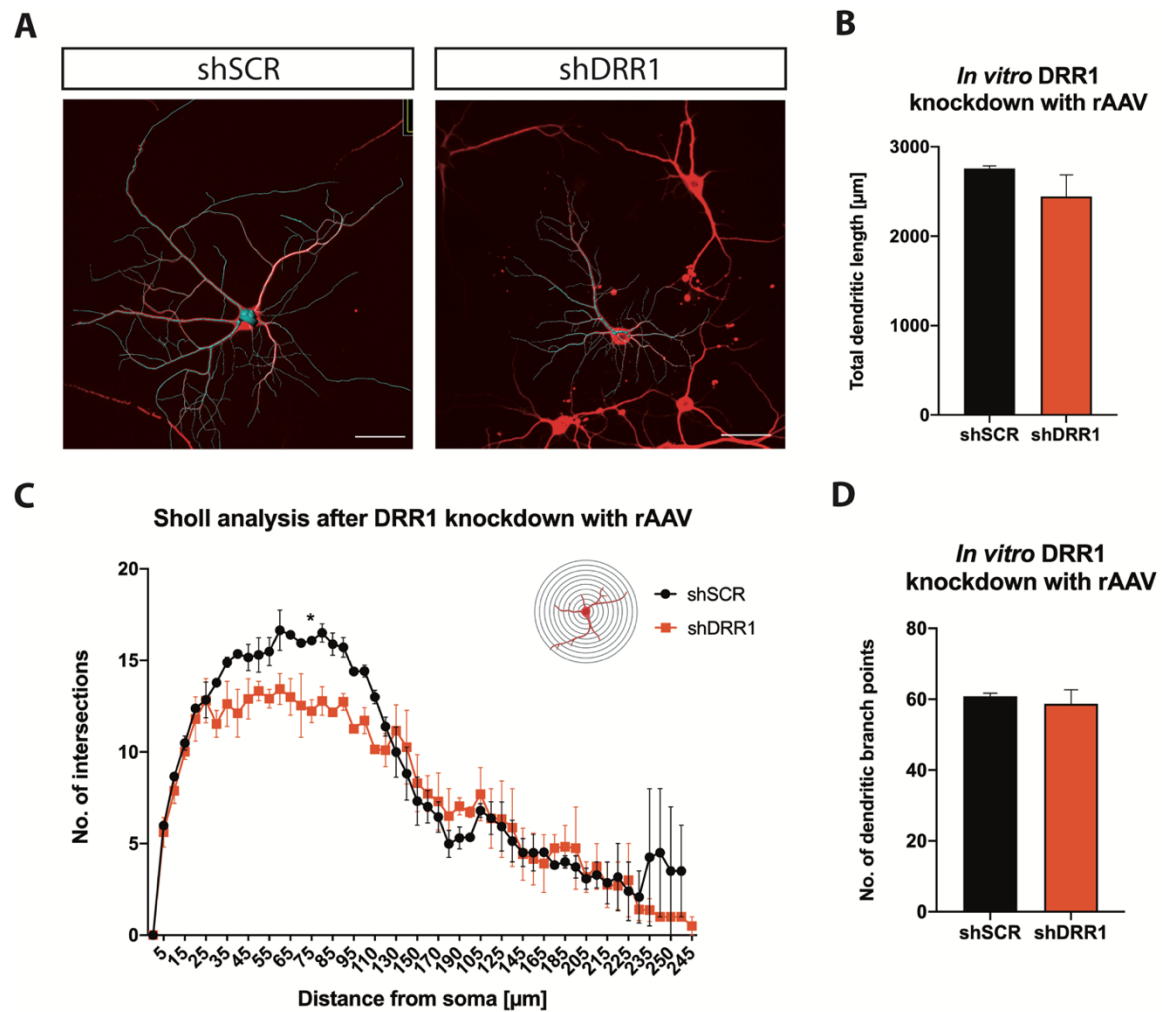 A
shSCR
shDRR1
B
In vitro DRR1
knockdown with rAAV
Total dendritic length [µm]
3000
2000
1000
0
shSCR
shDRR1
C
Sholl analysis after DRR1 knockdown with rAAV
No. of intersections
20
15
10
5
0
shSCR
shDRR1
*
5 15 25 35 45 55 65 75 85 95 110 130 150 170 190 105 125 145 165 185 205 215 225 235 250 245
Distance from soma [µm]
D
In vitro DRR1
knockdown with rAAV
No. of dendritic branch points
80
60
40
20
0
shSCR
shDRR1